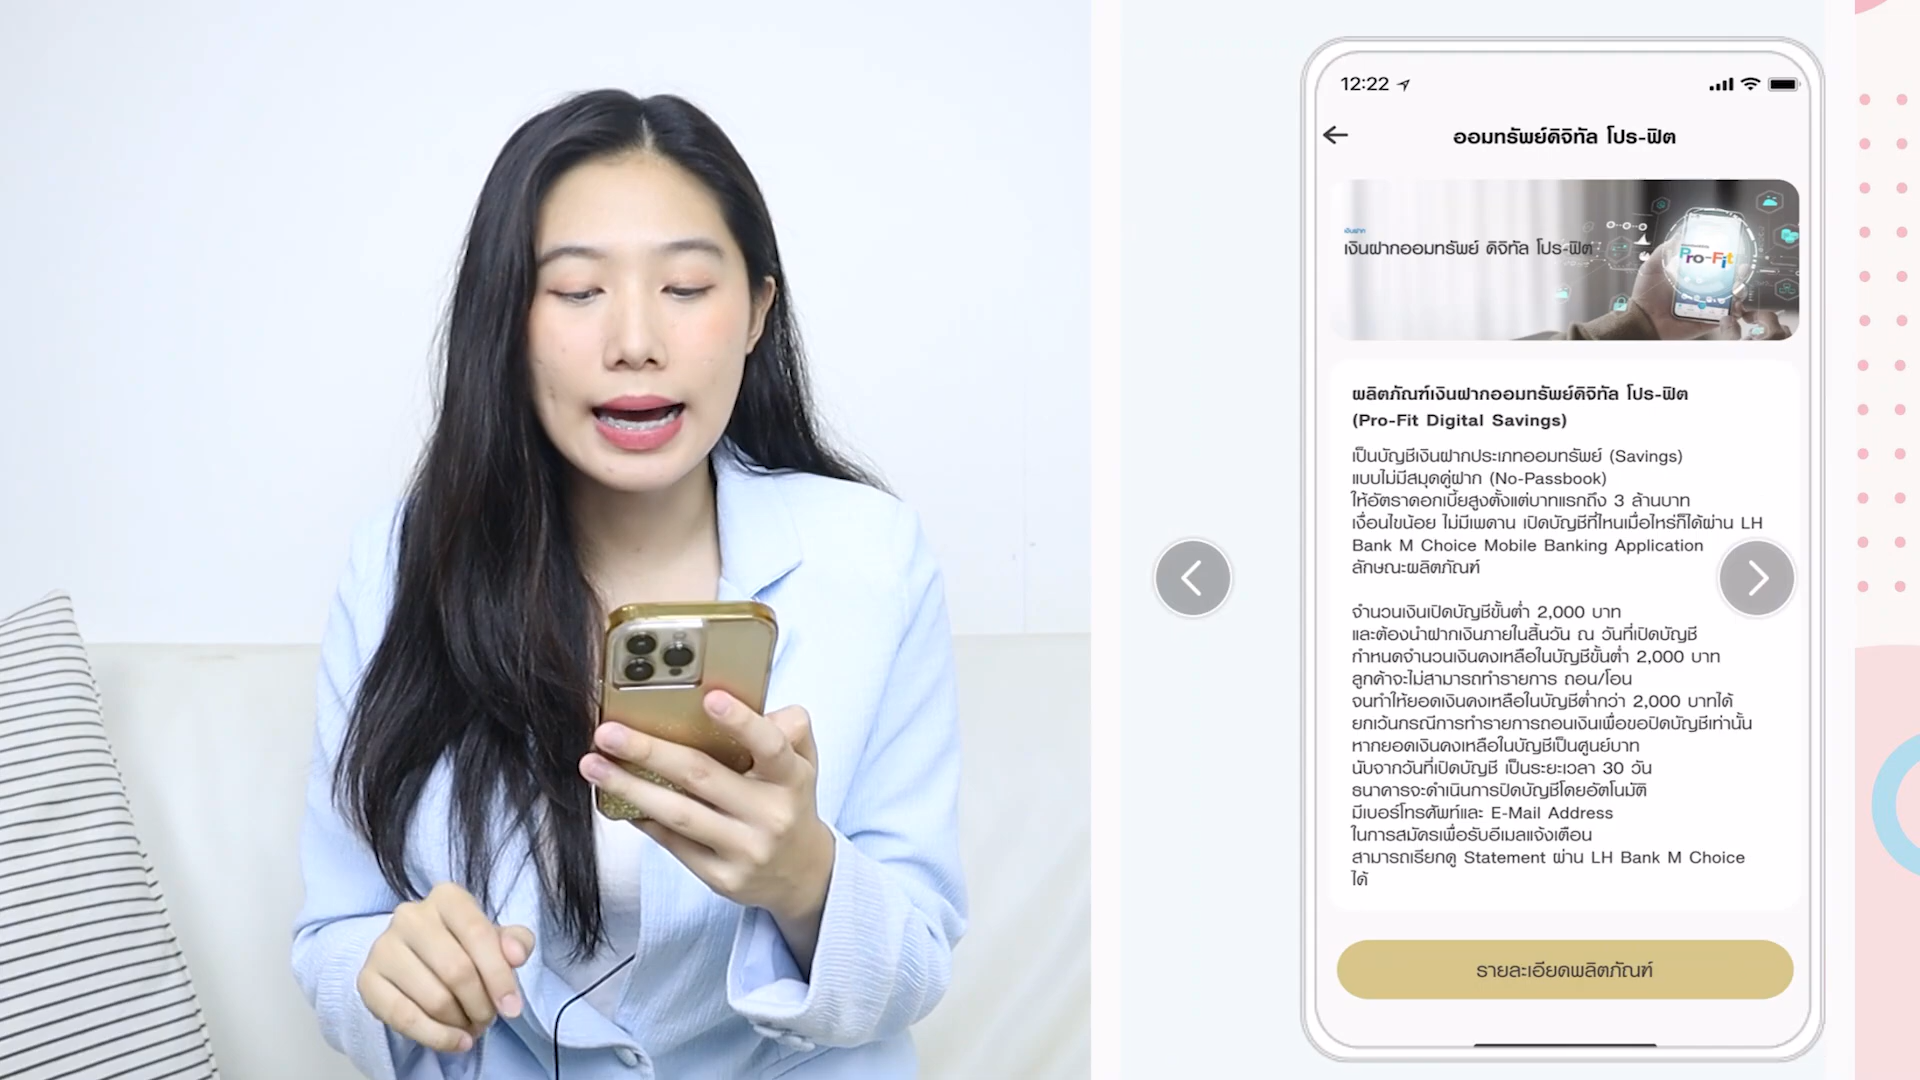 12:22
ออมทรัพย์ดิจิทัล โปร-ฟิต
เงินฝาก
เงินฝากออมทรัพย์ ดิจิทัล โปร-ฟิต
Pro-Fit
ผลิตภัณฑ์เงินฝากออมทรัพย์ดิจิทัล โปร-ฟิต
(Pro-Fit Digital Savings)
เป็นบัญชีเงินฝากประเภทออมทรัพย์ (Savings)
แบบไม่มีสมุดคู่ฝาก (No-Passbook)
ให้อัตราดอกเบี้ยสูงตั้งแต่บาทแรกถึง 3 ล้านบาท
เงื่อนไขน้อย ไม่มีเพดาน เปิดบัญชีที่ไหนเมื่อไหร่ก็ได้ผ่าน LH
Bank M Choice Mobile Banking Application
ลักษณะผลิตภัณฑ์
จำนวนเงินเปิดบัญชีขั้นต่ำ 2,000 บาท
และต้องนำฝากเงินภายในสิ้นวัน ณ วันที่เปิดบัญชี
กำหนดจำนวนเงินคงเหลือในบัญชีขั้นต่ำ 2,000 บาท
ลูกค้าจะไม่สามารถทำรายการ ถอน/โอน
จนทำให้ยอดเงินคงเหลือในบัญชีต่ำกว่า 2,000 บาทได้
ยกเว้นกรณีการทำรายการถอนเงินเพื่อขอปิดบัญชีเท่านั้น
หากยอดเงินคงเหลือในบัญชีเป็นศูนย์บาท
นับจากวันที่เปิดบัญชี เป็นระยะเวลา 30 วัน
ธนาคารจะดำเนินการปิดบัญชีโดยอัตโนมัติ
มีเบอร์โทรศัพท์และ E-Mail Address
ในการสมัครเพื่อรับอีเมลแจ้งเตือน
สามารถเรียกดู Statement ผ่าน LH Bank M Choice
ได้
รายละเอียดผลิตภัณฑ์